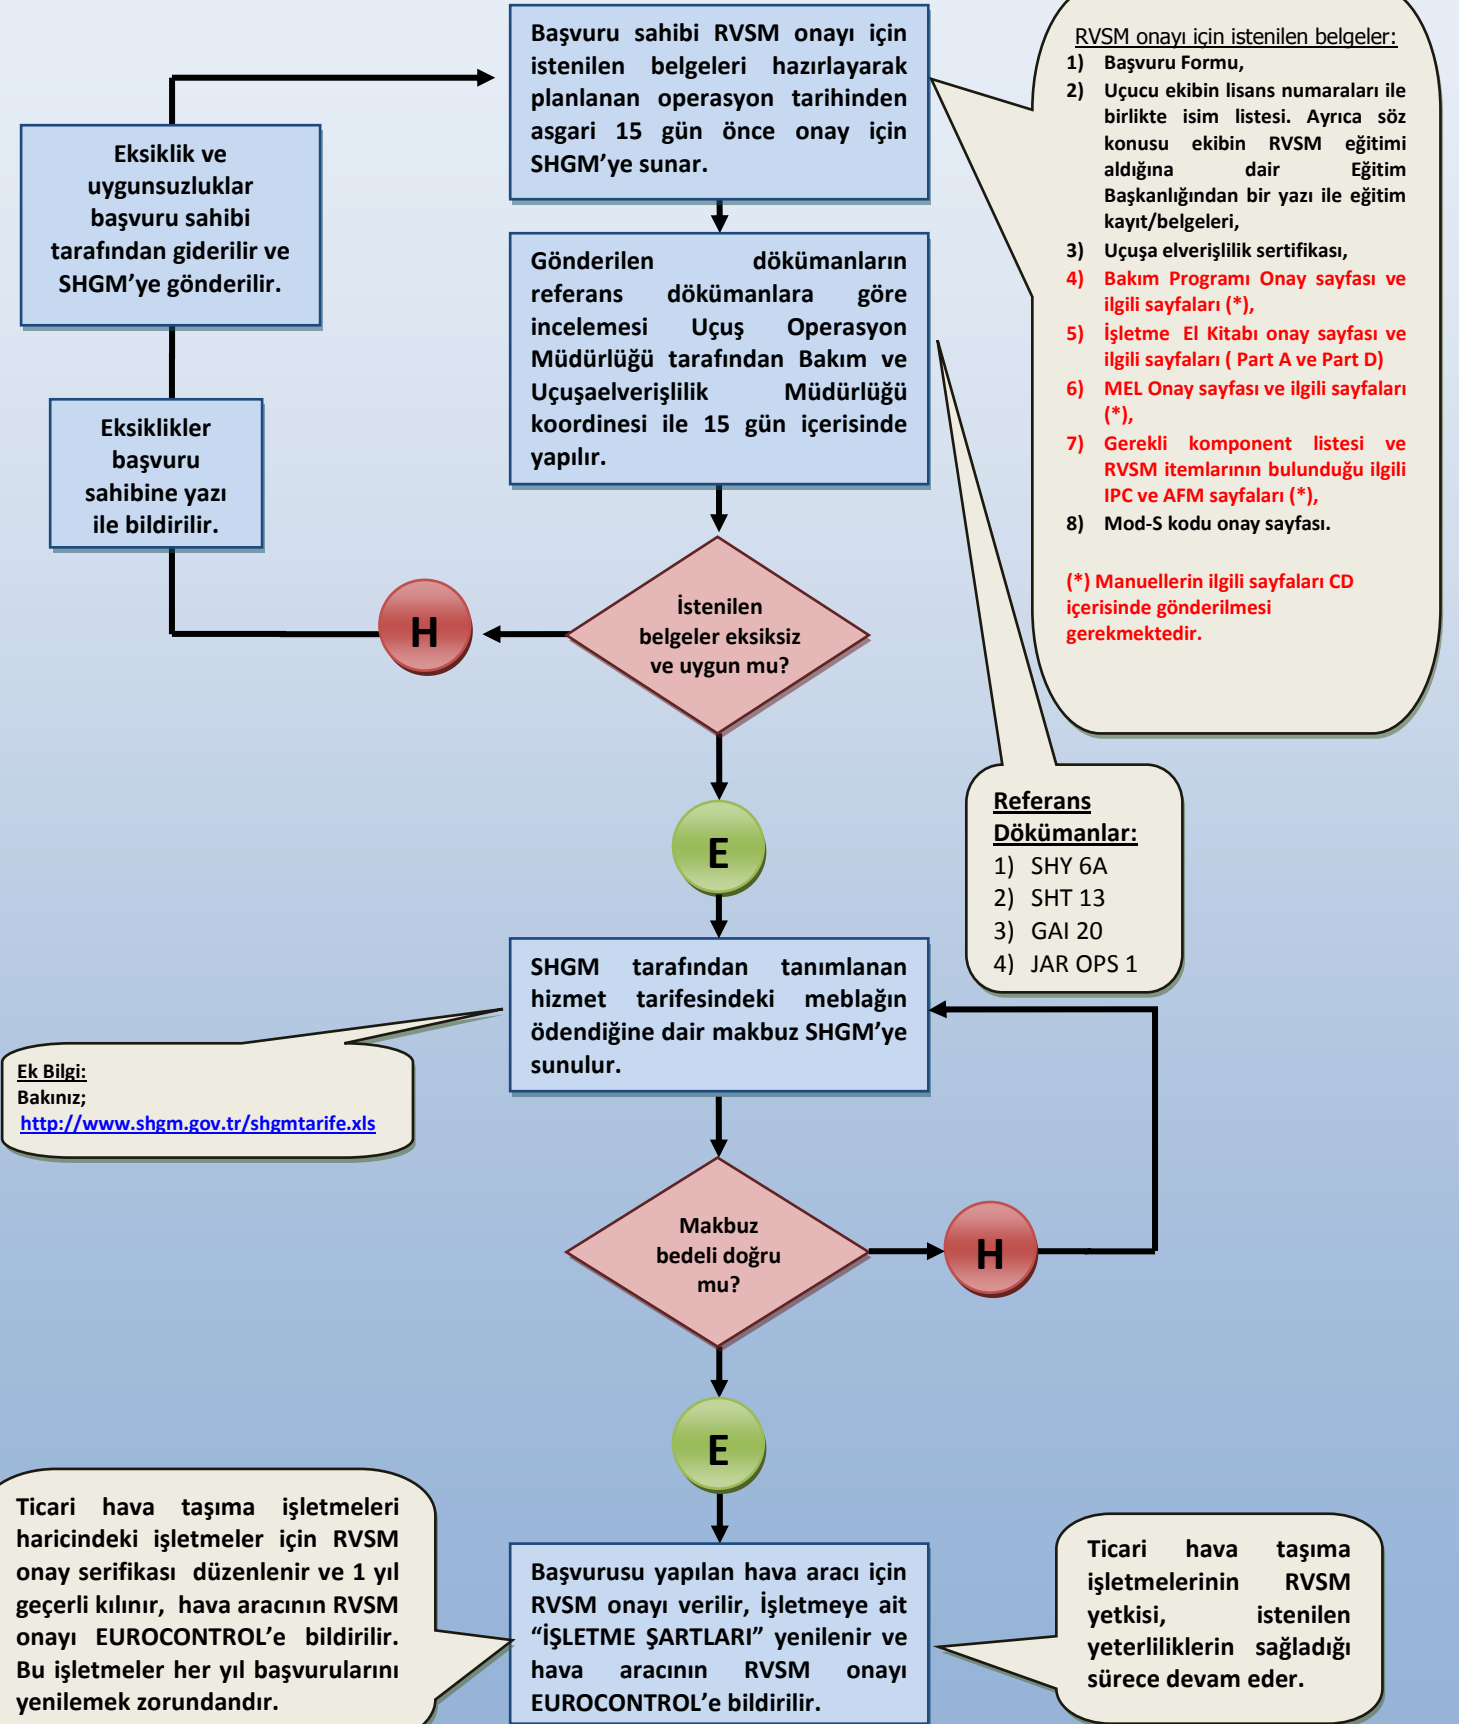 Başvuru sahibi RVSM onayı için
istenilen belgeleri hazırlayarak
planlanan operasyon tarihinden
asgari 15 gün önce onay için
SHGM’ye sunar.
RVSM onayı için istenilen belgeler:
1) Başvuru Formu,
2) Uçucu ekibin lisans numaraları ile
birlikte isim listesi. Ayrıca söz
konusu ekibin RVSM eğitimi
aldığına dair Eğitim
Başkanlığından bir yazı ile eğitim
kayıt/belgeleri,
3) Uçuşa elverişlilik sertifikası,
4) Bakım Programı Onay sayfası ve
ilgili sayfaları (*),
5) İşletme El Kitabı onay sayfası ve
ilgili sayfaları ( Part A ve Part D)
6) MEL Onay sayfası ve ilgili sayfaları
(*),
7) Gerekli komponent listesi ve
RVSM itemlarının bulunduğu ilgili
IPC ve AFM sayfaları (*),
8) Mod-S kodu onay sayfası.
(*) Manuellerin ilgili sayfaları CD
içerisinde gönderilmesi
gerekmektedir.
Eksiklik ve
uygunsuzluklar
başvuru sahibi
tarafından giderilir ve
SHGM’ye gönderilir.
Gönderilen dökümanların
referans dökümanlara göre
incelemesi Uçuş Operasyon
Müdürlüğü tarafından Bakım ve
Uçuşaelverişlilik Müdürlüğü
koordinesi ile 15 gün içerisinde
yapılır.
Eksiklikler
başvuru
sahibine yazı
ile bildirilir.
H
İstenilen
belgeler eksiksiz
ve uygun mu?
E
Referans
Dökümanlar:
1) SHY 6A
2) SHT 13
3) GAI 20
4) JAR OPS 1
SHGM tarafından tanımlanan
hizmet tarifesindeki meblağın
ödendiğine dair makbuz SHGM’ye
sunulur.
Ek Bilgi:
Bakınız;
http://www.shgm.gov.tr/shgmtarife.xls
Makbuz
bedeli doğru
mu?
H
E
Ticari hava taşıma işletmeleri
haricindeki işletmeler için RVSM
onay serifikası düzenlenir ve 1 yıl
geçerli kılınır, hava aracının RVSM
onayı EUROCONTROL’e bildirilir.
Bu işletmeler her yıl başvurularını
yenilemek zorundandır.
Başvurusu yapılan hava aracı için
RVSM onayı verilir, İşletmeye ait
“İŞLETME ŞARTLARI” yenilenir ve
hava aracının RVSM onayı
EUROCONTROL’e bildirilir.
Ticari hava taşıma
işletmelerinin RVSM
yetkisi, istenilen
yeterliliklerin sağladığı
sürece devam eder.